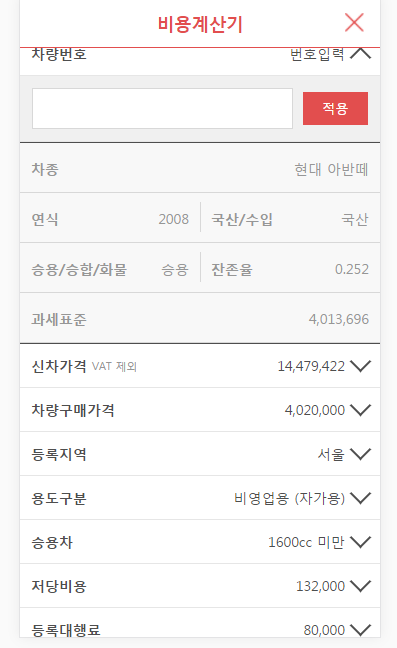 비용계산기
차량번호 번호입력
적용
차종 현대 아반떼
연식 2008 국산/수입 국산
승용/승합/화물 승용 잔존율 0.252
과세표준 4,013,696
신차가격 VAT 제외 14,479,422
차량구매가격 4,020,000
등록지역 서울
용도구분 비영업용 (자가용)
승용차 1600cc 미만
저당비용 132,000
등록대행료 80,000